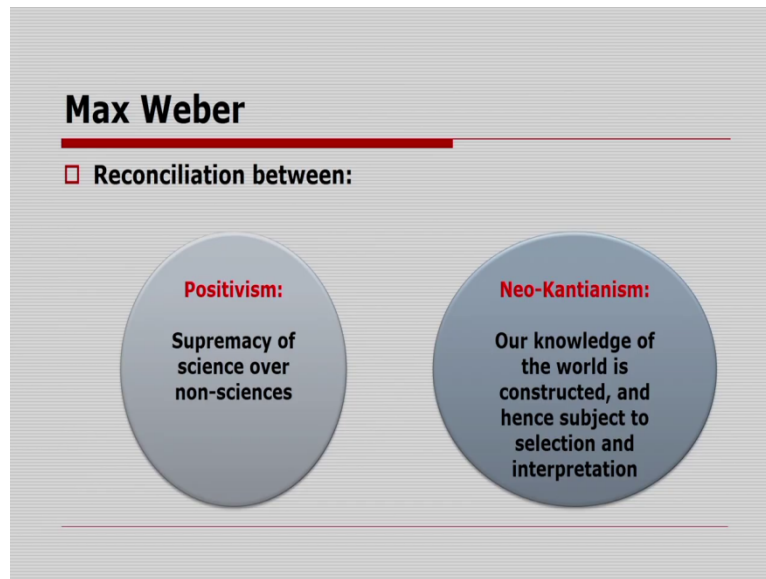 Max Weber
Reconciliation between:
Positivism:
Supremacy of
science over
non-sciences
Neo-Kantianism:
Our knowledge of
the world is
constructed, and
hence subject to
selection and
interpretation